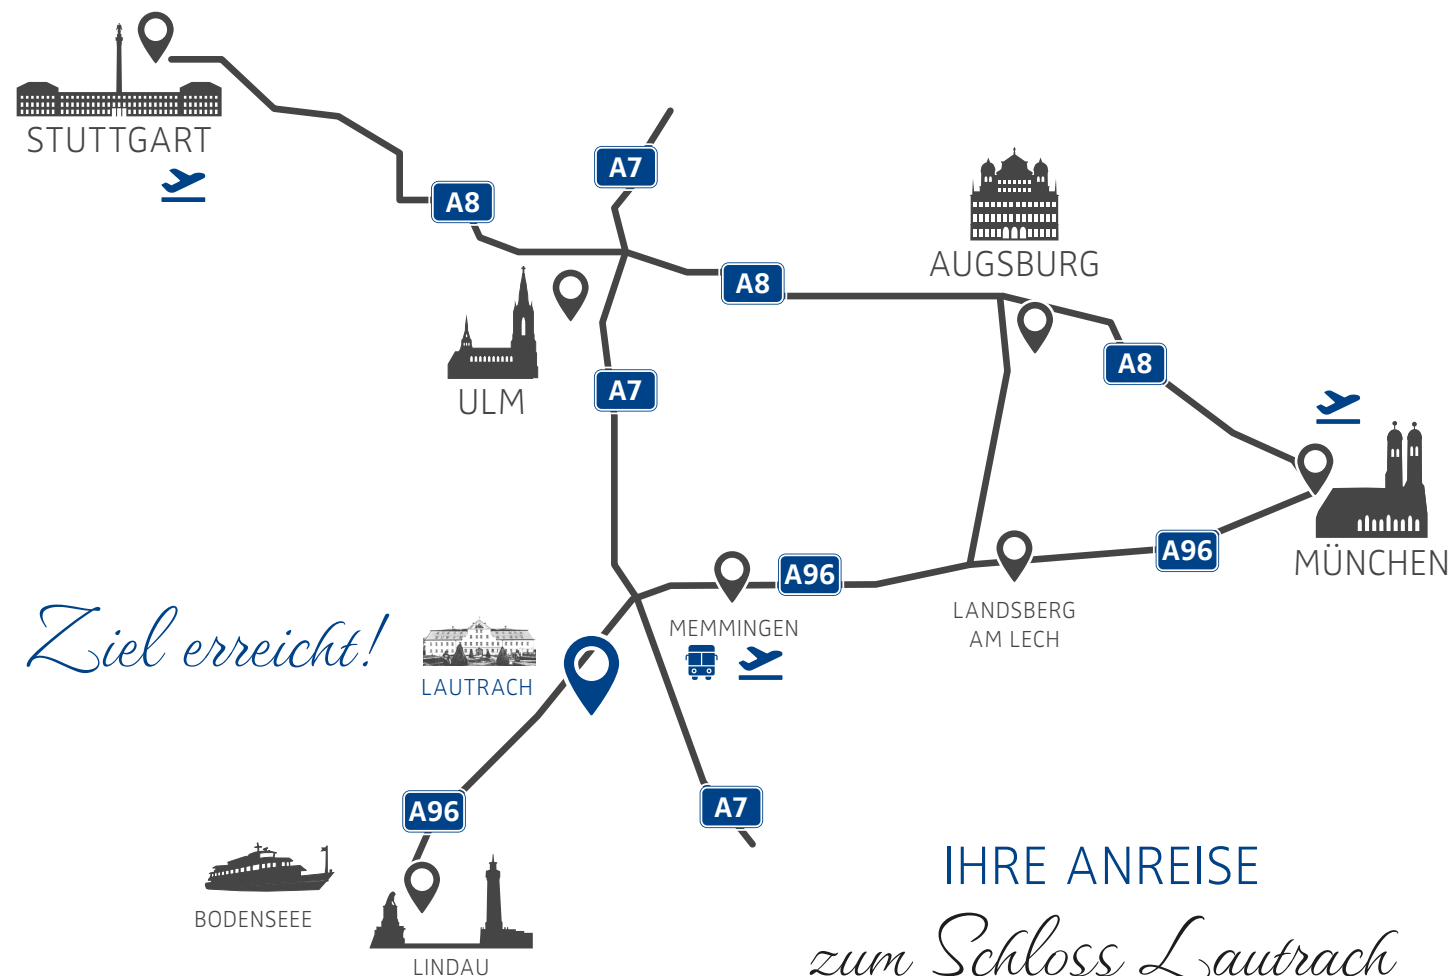 STUTTGART
A7
A8
AUGSBURG
A8
A8
A7
ULM
A96
A96
MÜNCHEN
LANDSBERG
AM LECH
MEMMINGEN
Ziel erreicht!
LAUTRACH
A96
A7
BODENSEEE
LINDAU
IHRE ANREISE
zum Schloss Lautrach